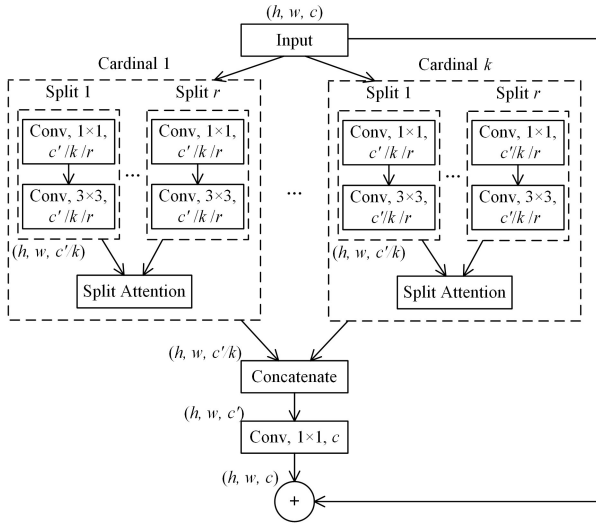 (h, w, c)
Input
Cardinal 1
Cardinal k
Split 1
Split r
Split 1
Split r
Conv, 1×1,
c'/k/r
Conv, 1×1,
c'/k/r
Conv, 1×1,
c'/k/r
Conv, 1×1,
c'/k/r
...
...
...
Conv, 3×3,
c'/k/r
Conv, 3×3,
c'/k/r
Conv, 3×3,
c'/k/r
Conv, 3×3,
c'/k/r
(h, w, c'/k)
(h, w, c'/k)
Split Attention
Split Attention
(h, w, c'/k)
Concatenate
(h, w, c')
Conv, 1×1, c
(h, w, c)
+